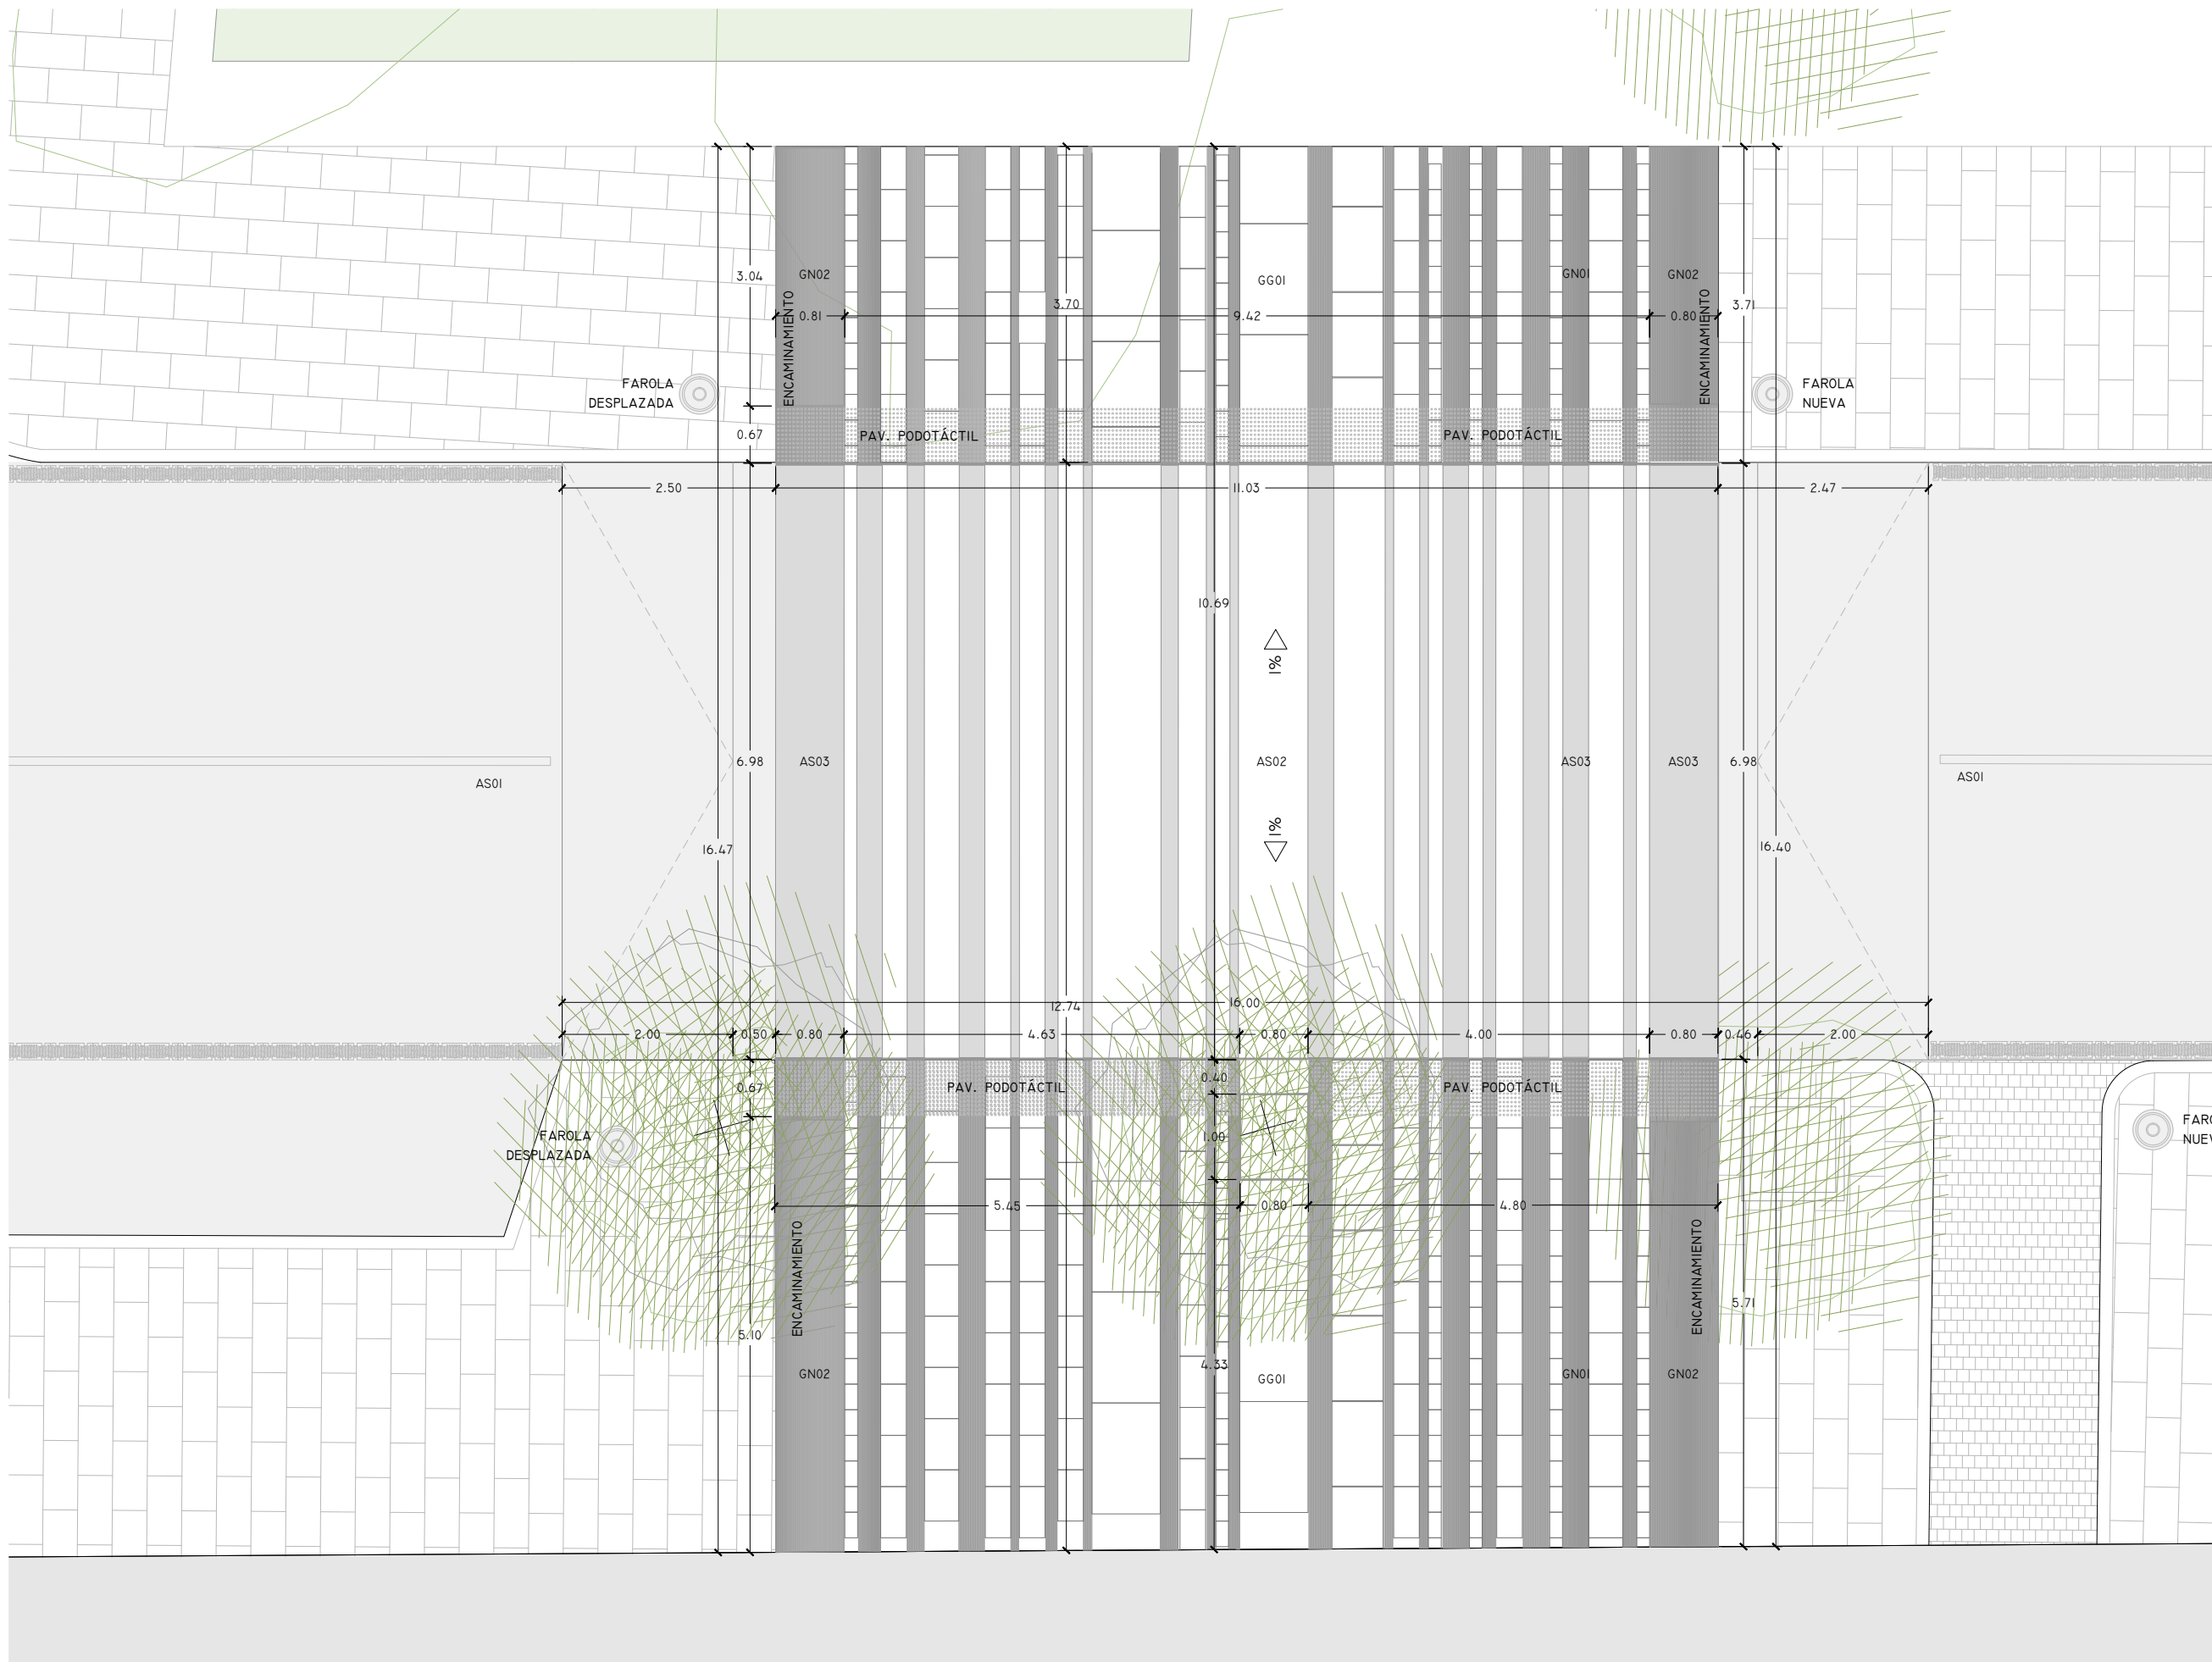 3.04
GN02
ENCAMINAMIENTO
0.81
3.70
GG01
9.42
GN01
GN02
ENCAMINAMIENTO
0.80
3.71
FAROLA
DESPLAZADA
FAROLA
NUEVA
0.67
PAV. PODOTÁCTIL
PAV. PODOTÁCTIL
2.50
11.03
2.47
10.69
1%
6.98
AS03
AS02
AS03
AS03
6.98
AS01
AS01
1%
16.47
16.40
12.74
16.00
2.00
0.50
0.80
4.63
0.80
4.00
0.80
0.46
2.00
0.67
PAV. PODOTÁCTIL
0.40
PAV. PODOTÁCTIL
FAROLA
DESPLAZADA
1.00
FARO
NUEV
5.45
0.80
4.80
ENCAMINAMIENTO
ENCAMINAMIENTO
5.10
5.71
4.33
GN02
GG01
GN01
GN02